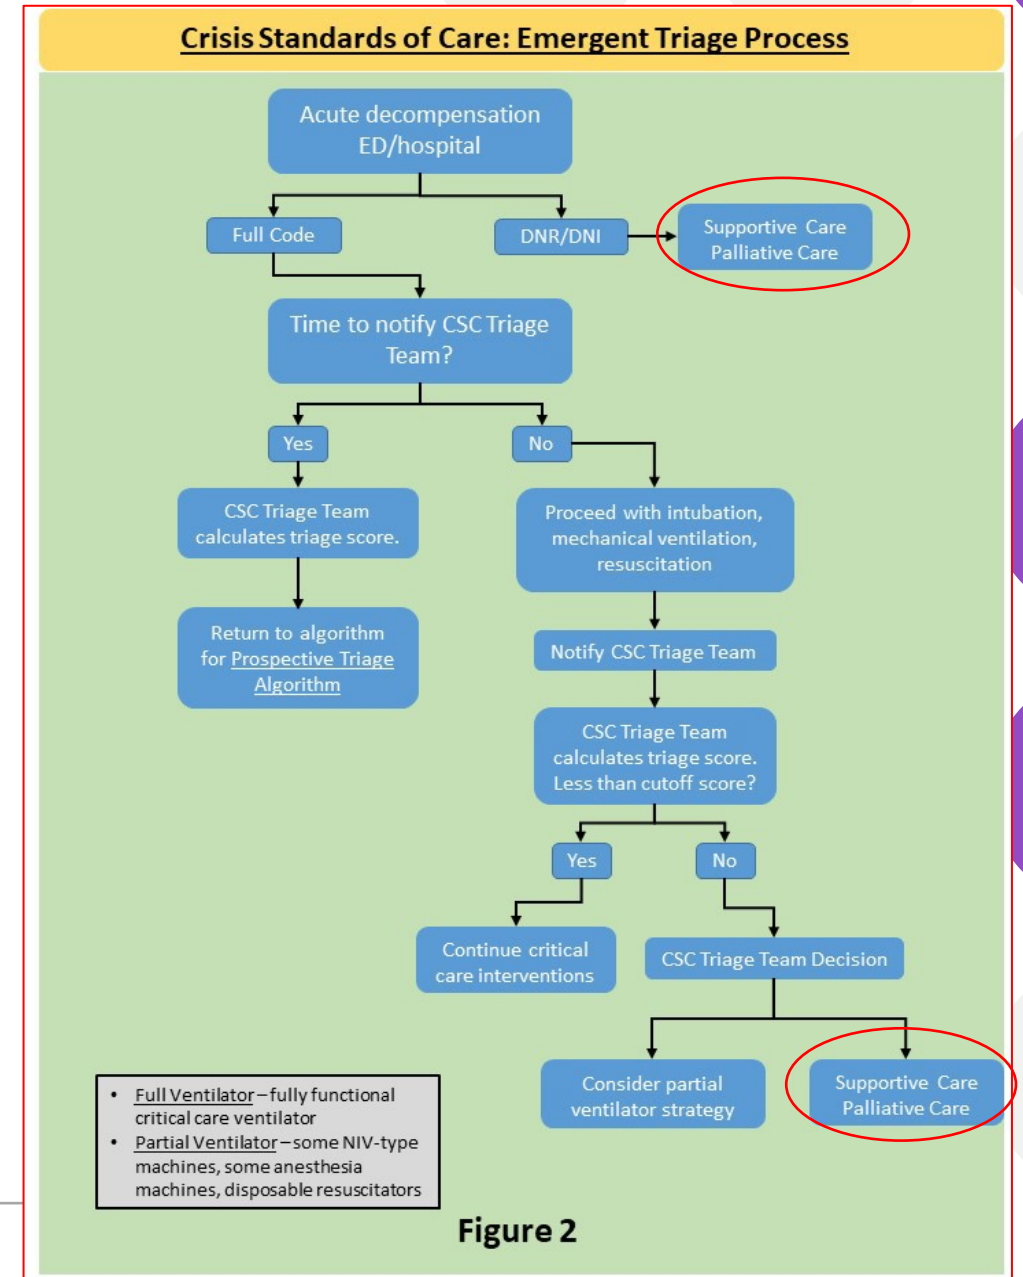 Crisis Standards of Care: Emergent Triage Process
Acute decompensation
ED/hospital
Full Code
DNR/DNI
Supportive Care
Palliative Care
Time to notify CSC Triage
Team?
Yes
No
CSC Triage Team
calculates triage score.
Proceed with intubation,
mechanical ventilation,
resuscitation
Return to algorithm
for Prospective Triage
Algorithm
Notify CSC Triage Team
CSC Triage Team
calculates triage score.
Less than cutoff score?
Yes
No
Continue critical
care interventions
CSC Triage Team Decision
Consider partial
ventilator strategy
Supportive Care
Palliative Care
• Full Ventilator – fully functional
critical care ventilator
• Partial Ventilator – some NIV-type
machines, some anesthesia
machines, disposable resuscitators
Figure 2